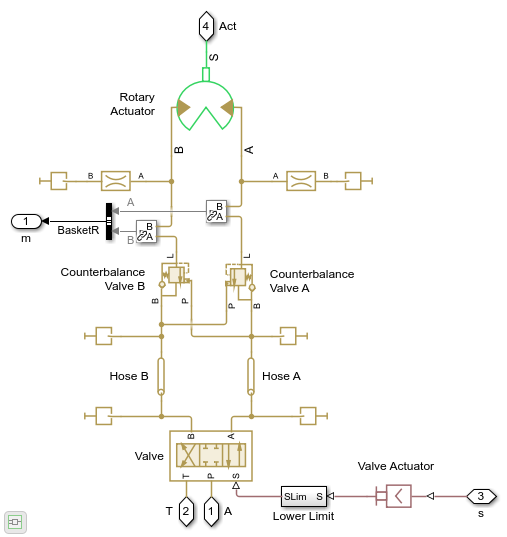 4 Act
S
Rotary
Actuator
B A
B A A B
A
1 B
A
m BasketR B B
A
L L
Counterbalance
Valve B
Counterbalance
Valve A
B P P B
Hose B Hose A
B A
Valve
T P S
Valve Actuator
SLim S 3
T 2 1 A Lower Limit s